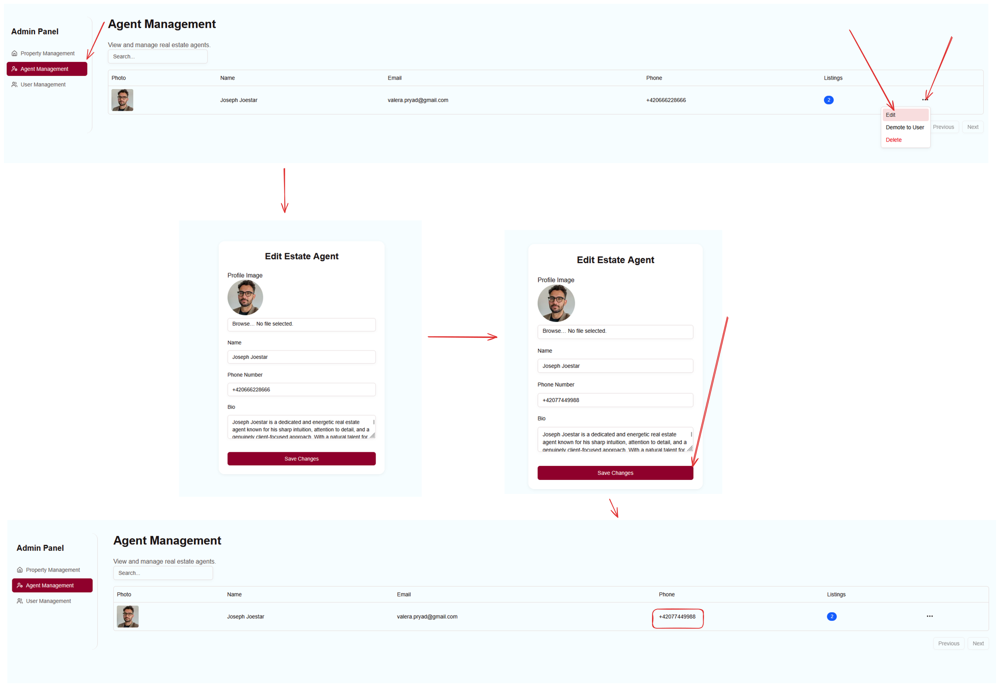 Admin Panel
Property Management
Agent Management
User Management
Agent Management
View and manage real estate agents.
Search...
Photo Name Email Phone Listings
Joseph Joestar valera.pryad@gmail.com +420666228666 2 ...
Edit
Demote to User
Delete
Previous Next
Edit Estate Agent
Profile Image
Browse... No file selected.
Name
Joseph Joestar
Phone Number
+420666228666
Bio
Joseph Joestar is a dedicated and energetic real estate
agent known for his sharp intuition, attention to detail, and a
genuinely client-focused approach. With a natural talent for
Save Changes
Edit Estate Agent
Profile Image
Browse... No file selected.
Name
Joseph Joestar
Phone Number
+42077449988
Bio
Joseph Joestar is a dedicated and energetic real estate
agent known for his sharp intuition, attention to detail, and a
genuinely client-focused approach. With a natural talent for
Save Changes
Admin Panel
Property Management
Agent Management
User Management
Agent Management
View and manage real estate agents.
Search...
Photo Name Email Phone Listings
Joseph Joestar valera.pryad@gmail.com +42077449988 2 ...
Previous Next